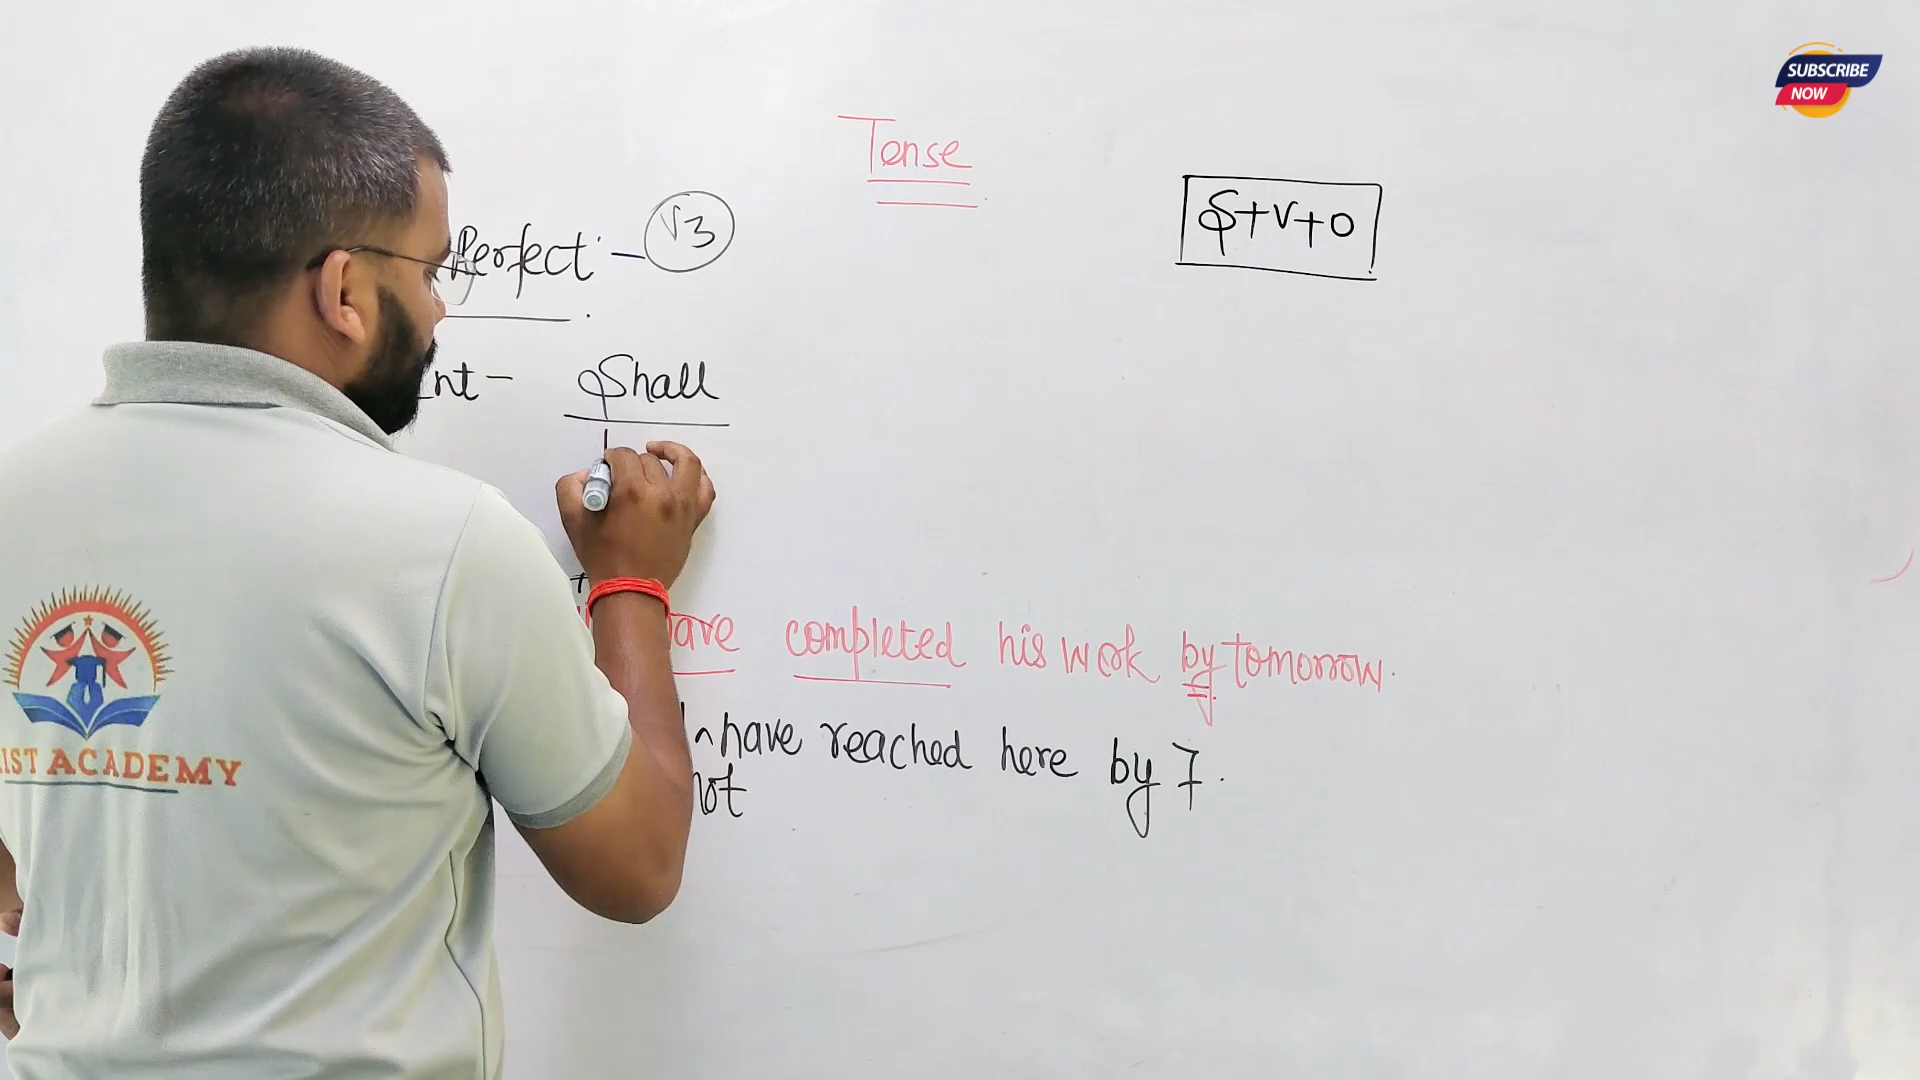 SUBSCRIBE
NOW
Tense
S+V+O
Perfect :- V3
Int- Shall
+
have completed his work by tomorrow.
have reached here by 7.
not
IST ACADEMY